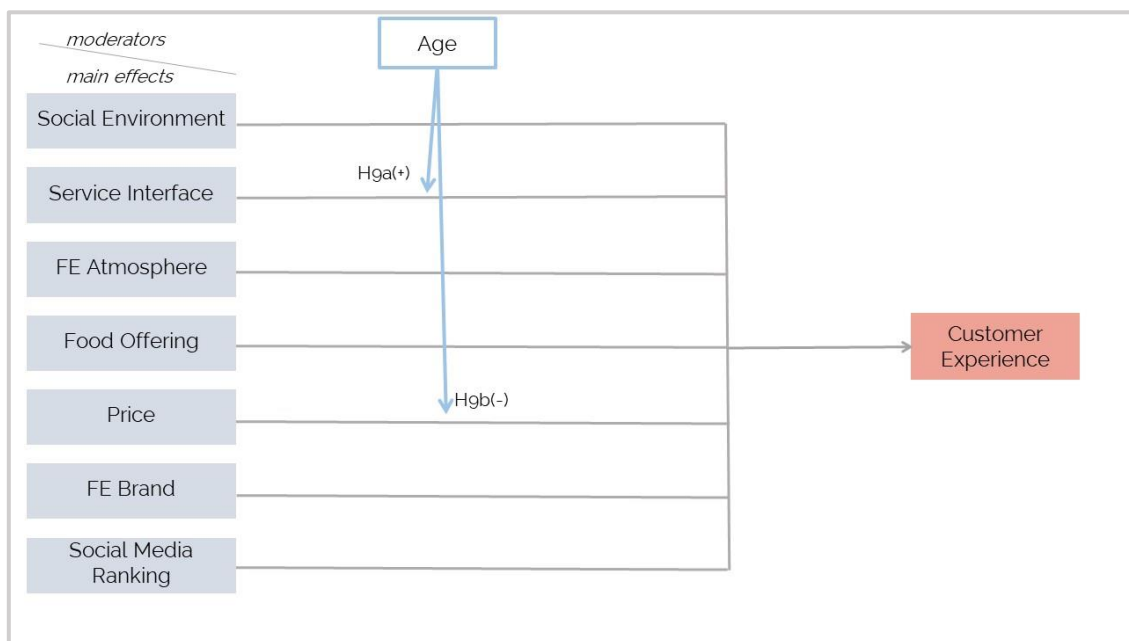 moderators
Age
main effects
Social Environment
H9a(+)
Service Interface
FE Atmosphere
Food Offering
Customer
Experience
Price
H9b(-)
FE Brand
Social Media
Ranking